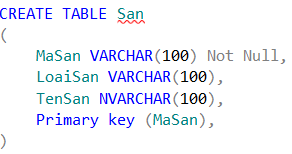 CREATE TABLE San
(
MaSan VARCHAR(100) Not Null,
LoaiSan VARCHAR(100),
TenSan NVARCHAR(100),
Primary key (MaSan),
)